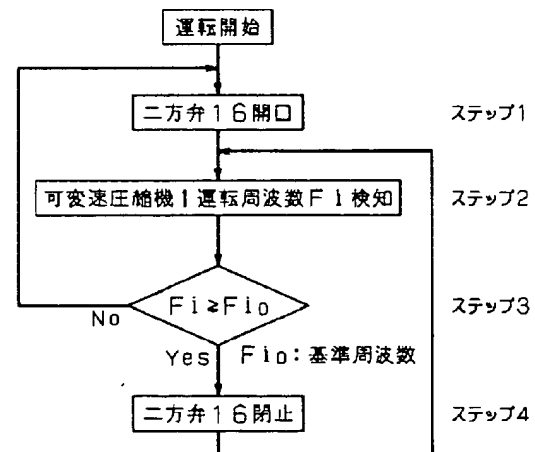 運転開始
二方弁16開口 ステップ1
可変速圧縮機1運転周波数Fi検知 ステップ2
Fi≥Fio ステップ3
No
Yes Fio:基準周波数
二方弁16閉止 ステップ4